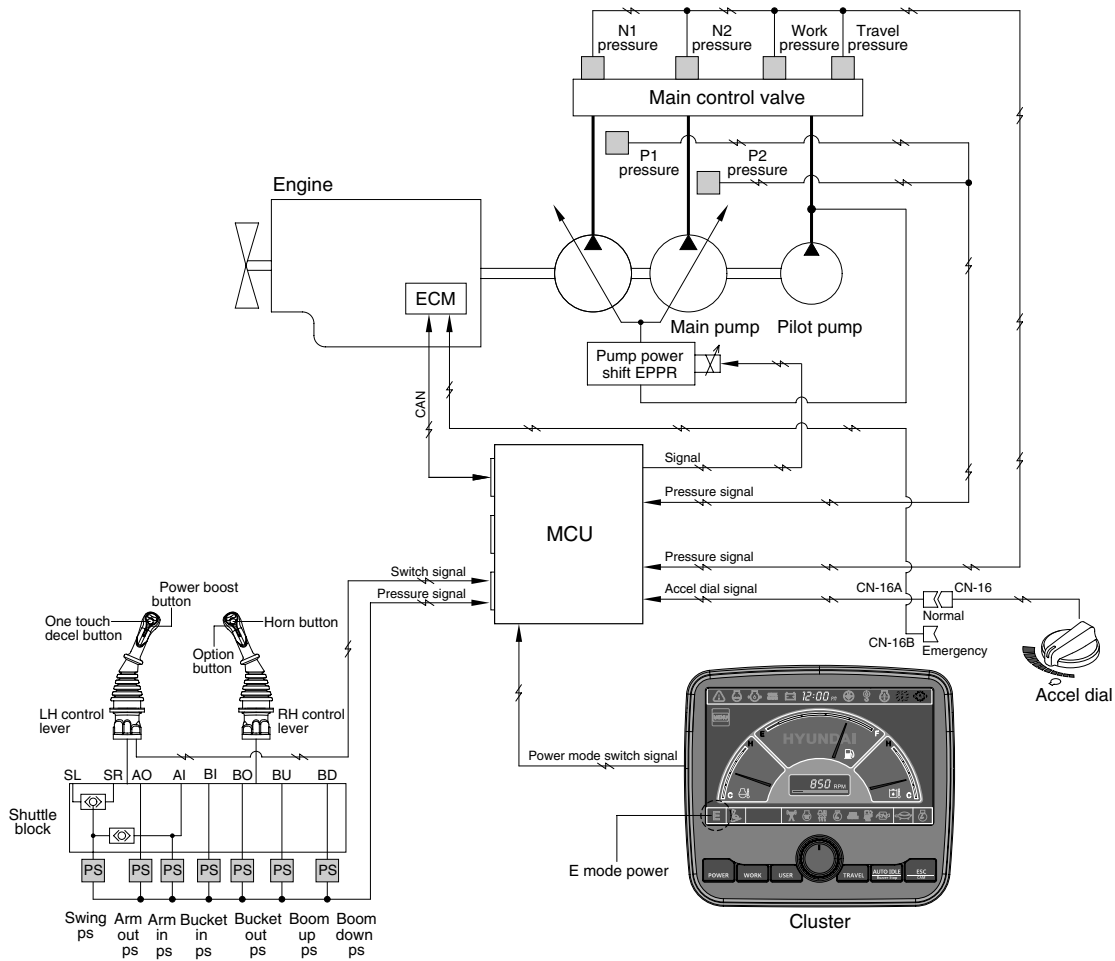 N1 pressure
N2 pressure
Work pressure
Travel pressure
Main control valve
P1 pressure
P2 pressure
Engine
ECM
Main pump
Pilot pump
Pump power shift EPPR
CAN
MCU
Signal
Pressure signal
Pressure signal
Accel dial signal
CN-16A
CN-16
Normal
CN-16B
Emergency
Accel dial
Switch signal
Pressure signal
Power boost button
One touch decel button
Horn button
Option button
LH control lever
RH control lever
Power mode switch signal
SL SR AO AI BI BO BU BD
Shuttle block
PS PS PS PS PS PS PS
Swing ps
Arm out ps
Arm in ps
Bucket in ps
Bucket out ps
Boom up ps
Boom down ps
12:00
MENU
E F
HYUNDAI
H H
C C
850 RPM
E
E mode power
POWER WORK USER TRAVEL AUTO IDLE ESC
Cluster